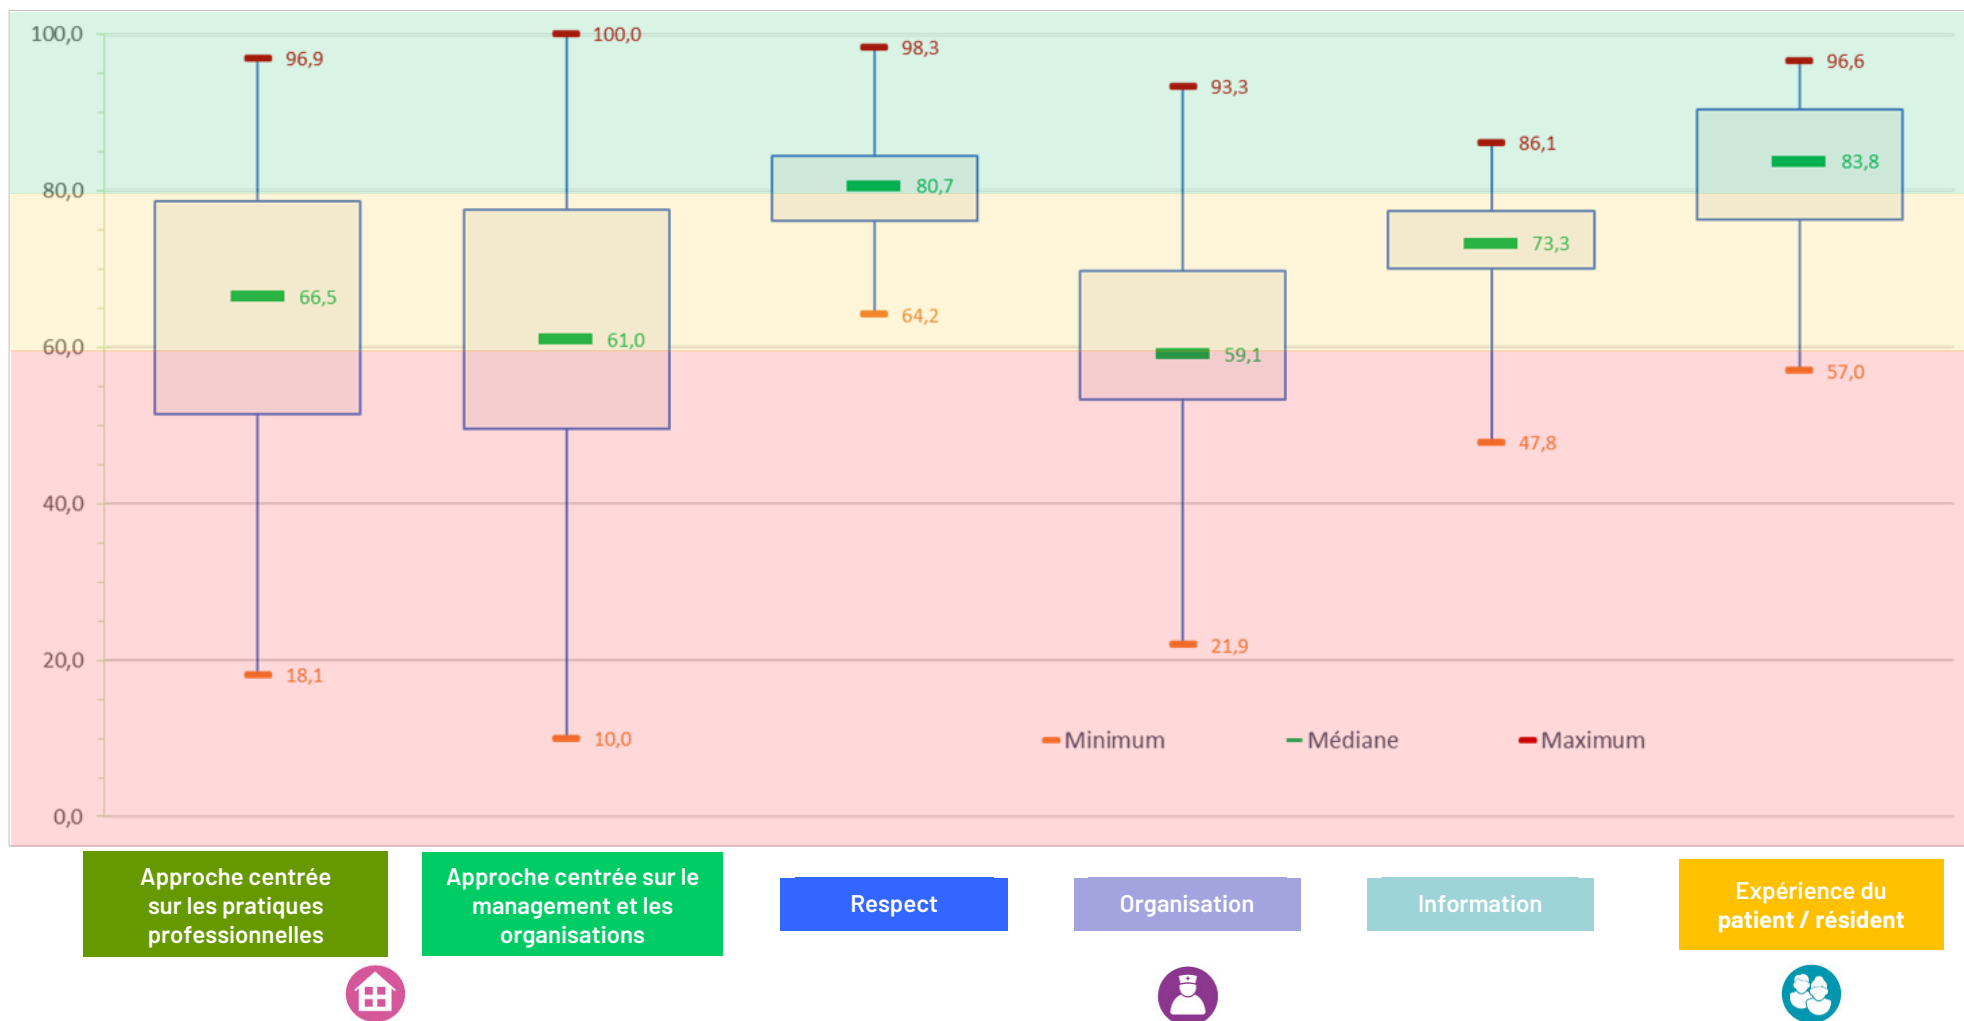 100,0
80,0
60,0
40,0
20,0
0,0
96,9
66,5
18,1
100,0
61,0
10,0
98,3
80,7
64,2
93,3
59,1
21,9
86,1
73,3
47,8
96,6
83,8
57,0
Minimum
Médiane
Maximum
Approche centrée
sur les pratiques
professionnelles
Approche centrée sur le
management et les
organisations
Respect
Organisation
Information
Expérience du
patient / résident